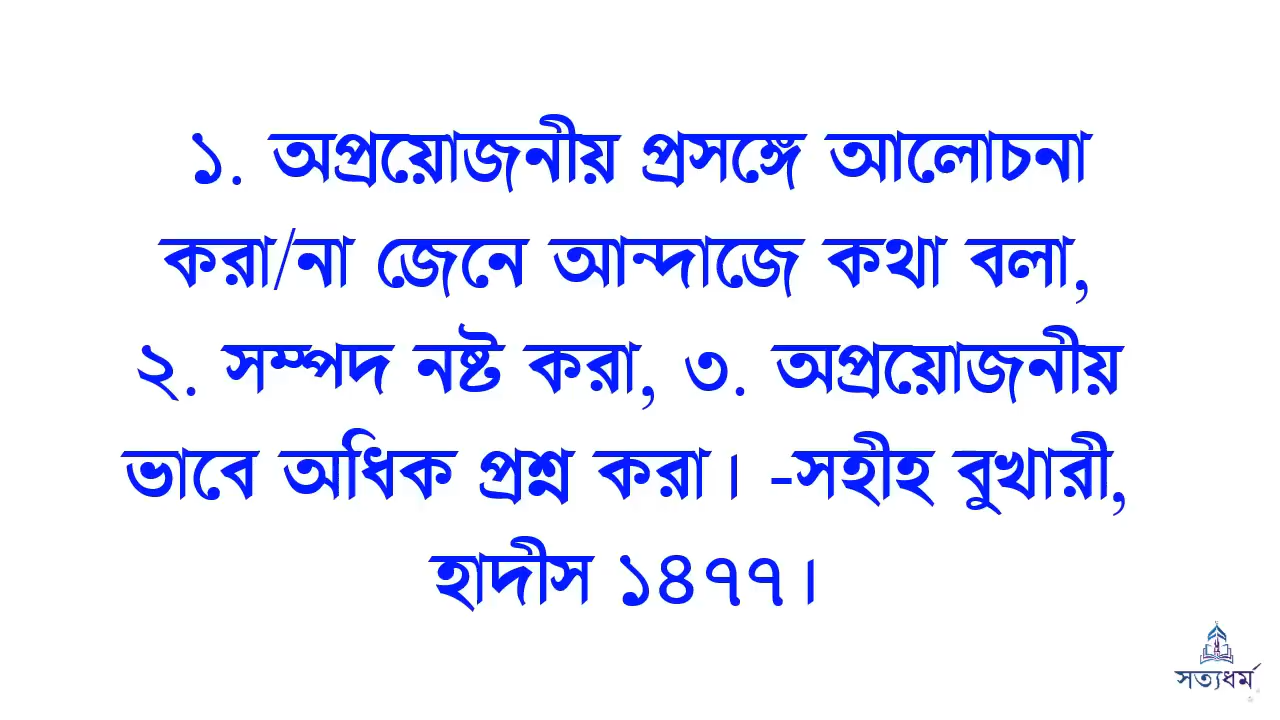 ১. অপ্রয়োজনীয় প্রসঙ্গে আলোচনা
করা/না জেনে আন্দাজে কথা বলা,
২. সম্পদ নষ্ট করা, ৩. অপ্রয়োজনীয়
ভাবে অধিক প্রশ্ন করা। -সহীহ বুখারী,
হাদীস ১৪৭৭।
সত্যধর্ম